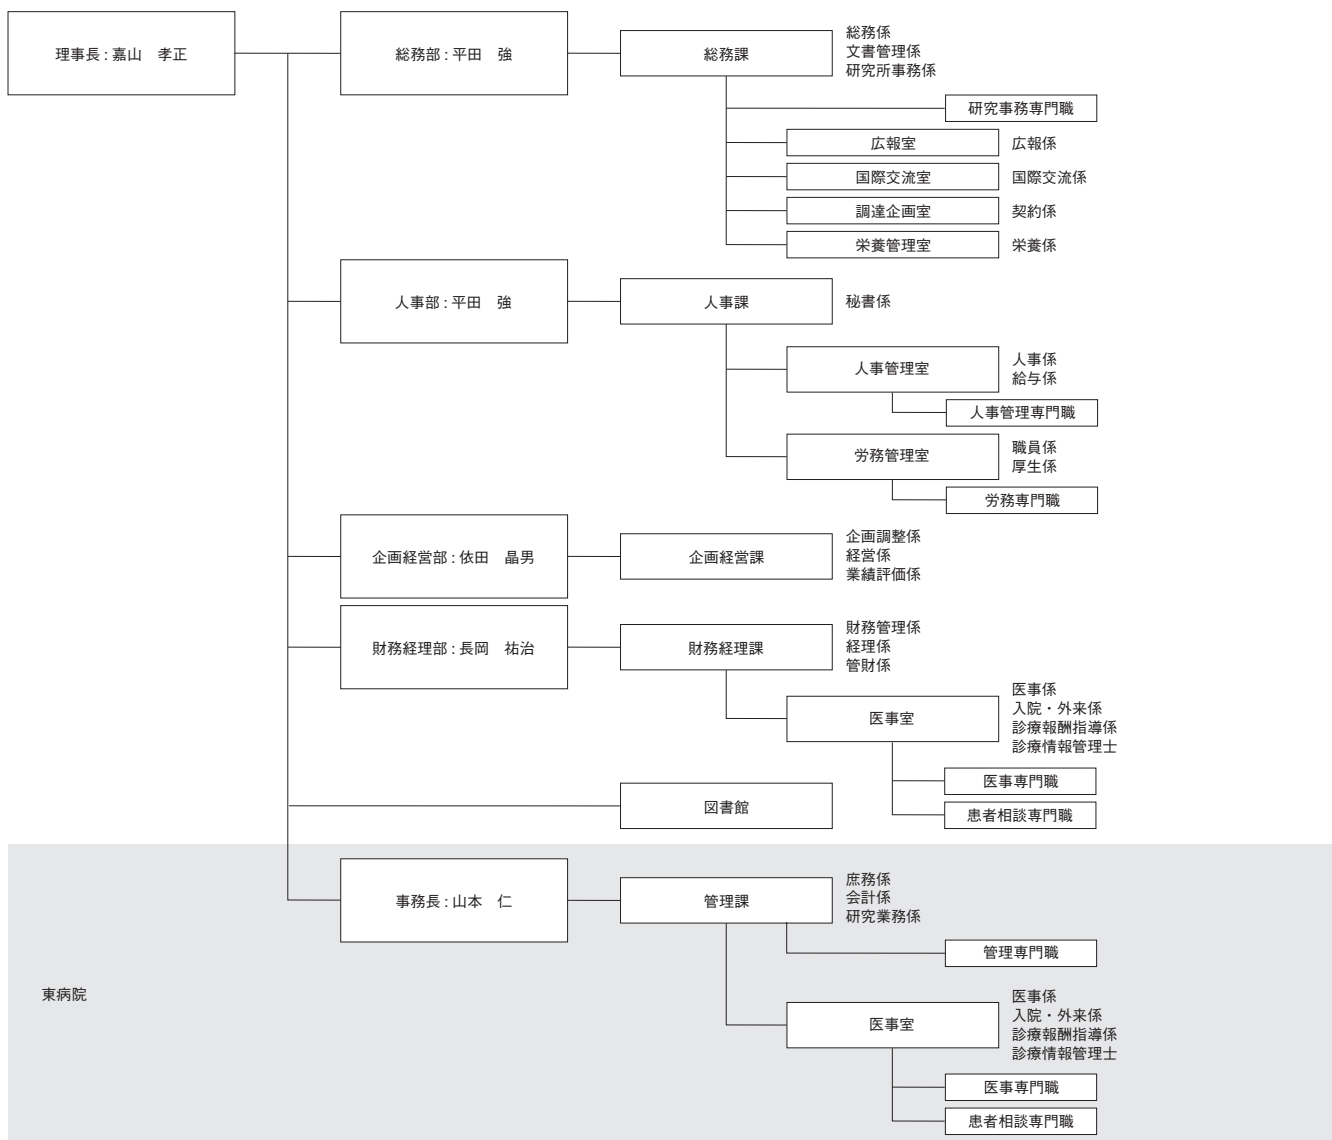 理事長：嘉山　孝正
総務部：平田　強
総務課
総務係
文書管理係
研究所事務係
研究事務専門職
広報室
広報係
国際交流室
国際交流係
調達企画室
契約係
栄養管理室
栄養係
人事部：平田　強
人事課
秘書係
人事管理室
人事係
給与係
人事管理専門職
労務管理室
職員係
厚生係
労務専門職
企画経営部：依田　晶男
企画経営課
企画調整係
経営係
業績評価係
財務経理部：長岡　祐治
財務経理課
財務管理係
経理係
管財係
医事室
医事係
入院・外来係
診療報酬指導係
診療情報管理士
医事専門職
患者相談専門職
図書館
東病院
事務長：山本　仁
管理課
庶務係
会計係
研究業務係
管理専門職
医事室
医事係
入院・外来係
診療報酬指導係
診療情報管理士
医事専門職
患者相談専門職